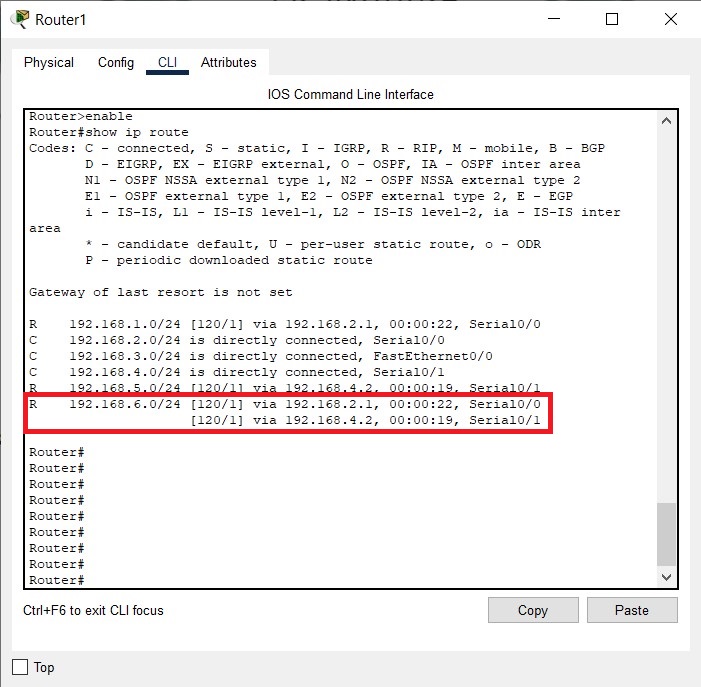 Router1
Physical Config CLI Attributes
IOS Command Line Interface
Router>enable
Router#show ip route
Codes: C - connected, S - static, I - IGRP, R - RIP, M - mobile, B - BGP
       D - EIGRP, EX - EIGRP external, O - OSPF, IA - OSPF inter area
       N1 - OSPF NSSA external type 1, N2 - OSPF NSSA external type 2
       E1 - OSPF external type 1, E2 - OSPF external type 2, E - EGP
       i - IS-IS, L1 - IS-IS level-1, L2 - IS-IS level-2, ia - IS-IS inter
area
       * - candidate default, U - per-user static route, o - ODR
       P - periodic downloaded static route
Gateway of last resort is not set
R    192.168.1.0/24 [120/1] via 192.168.2.1, 00:00:22, Serial0/0
C    192.168.2.0/24 is directly connected, Serial0/0
C    192.168.3.0/24 is directly connected, FastEthernet0/0
C    192.168.4.0/24 is directly connected, Serial0/1
R    192.168.5.0/24 [120/1] via 192.168.4.2, 00:00:19, Serial0/1
R    192.168.6.0/24 [120/1] via 192.168.2.1, 00:00:22, Serial0/0
                    [120/1] via 192.168.4.2, 00:00:19, Serial0/1
Router#
Router#
Router#
Router#
Router#
Router#
Router#
Router#
Router#
Ctrl+F6 to exit CLI focus
Copy Paste
Top